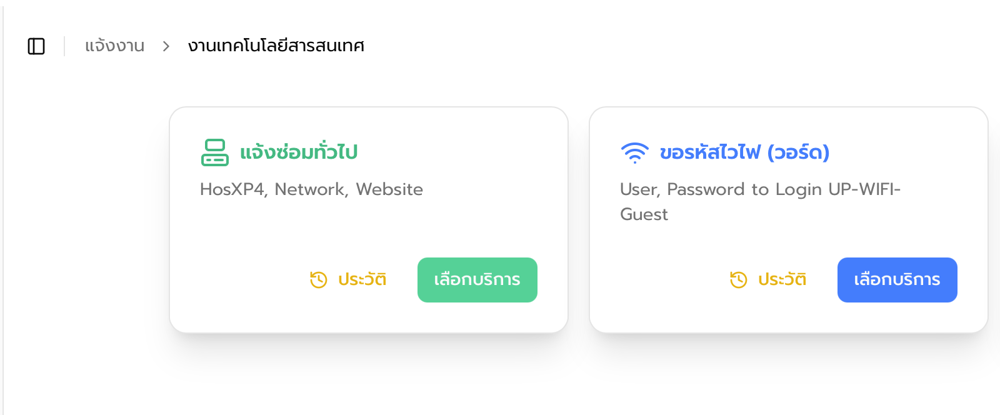 แจ้งงาน > งานเทคโนโลยีสารสนเทศ
แจ้งซ่อมทั่วไป
HosXP4, Network, Website
ประวัติ
เลือกบริการ
ขอรหัสไวไฟ (วอร์ด)
User, Password to Login UP-WIFI-
Guest
ประวัติ
เลือกบริการ